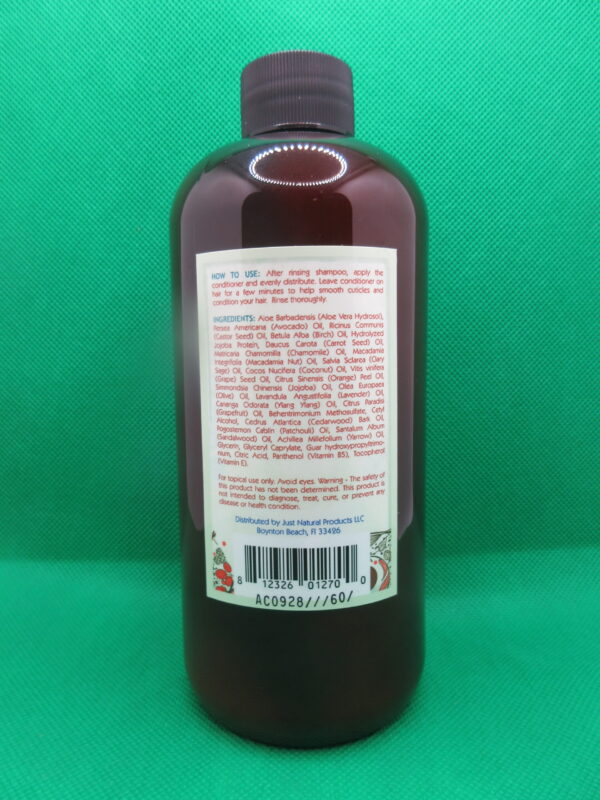 HOW TO USE: After rinsing shampoo, apply the
conditioner and evenly distribute. Leave conditioner on
hair for a few minutes to help smooth cuticles and
condition your hair. Rinse thoroughly.
INGREDIENTS: Aloe Barbadensis (Aloe Vera Hydrosol),
Persea Americana (Avocado) Oil, Ricinus Communis
(Castor Seed) Oil, Betula Alba (Birch) Oil, Hydrolyzed
Jojoba Protein, Daucus Carota (Carrot Seed) Oil,
Matricaria Chamomilla (Chamomile) Oil, Macadamia
Integrifolia (Macadamia Nut) Oil, Salvia Sclarea (Clary
Sage) Oil, Cocos Nucifera (Coconut) Oil, Vitis vinifera
(Grape) Seed Oil, Citrus Sinensis (Orange) Peel Oil,
Simmondsia Chinensis (Jojoba) Oil, Olea Europaea
(Olive) Oil, Lavandula Angustifolia (Lavender) Oil,
Cananga Odorata (Ylang Ylang) Oil, Citrus Paradisi
(Grapefruit) Oil, Behentrimonium Methosulfate, Cetyl
Alcohol, Cedrus Atlantica (Cedarwood) Bark Oil,
Pogostemon Cablin (Patchouli) Oil, Santalum Album
(Sandalwood) Oil, Achillea Millefolium (Yarrow) Oil,
Glycerin, Glyceryl Caprylate, Guar hydroxypropyltrimo-
nium, Citric Acid, Panthenol (Vitamin B5), Tocopherol
(Vitamin E).
For topical use only. Avoid eyes. Warning - The safety of
this product has not been determined. This product is
not intended to diagnose, treat, cure, or prevent any
disease or health condition.
Distributed by Just Natural Products LLC
Boynton Beach, Fl 33426
8 12326 01270 0
AC0928///60/